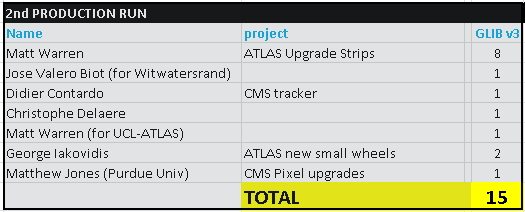 2nd PRODUCTION RUN
Name project GLIB v3
Matt Warren ATLAS Upgrade Strips 8
Jose Valero Biot (for Witwatersrand) 1
Didier Contardo CMS tracker 1
Christophe Delaere 1
Matt Warren (for UCL-ATLAS) 1
George Iakovidis ATLAS new small wheels 2
Matthew Jones (Purdue Univ) CMS Pixel upgrades 1
TOTAL 15